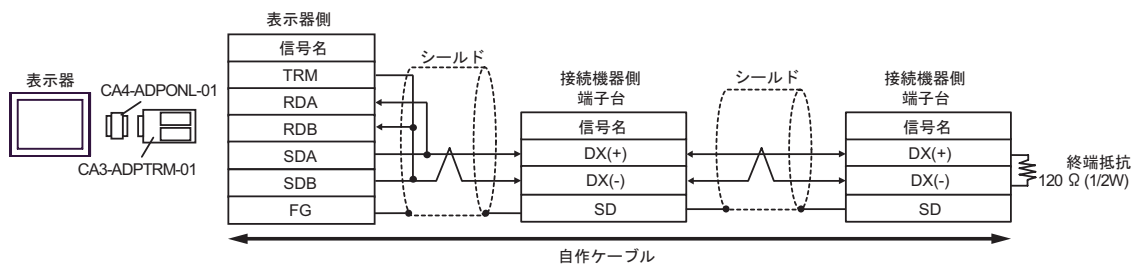 表示器
CA4-ADPONL-01
CA3-ADPTRM-01
表示器側
信号名
TRM
RDA
RDB
SDA
SDB
FG
シールド
接続機器側
端子台
信号名
DX(+)
DX(-)
SD
シールド
接続機器側
端子台
信号名
DX(+)
DX(-)
SD
終端抵抗
120 Ω (1/2W)
自作ケーブル